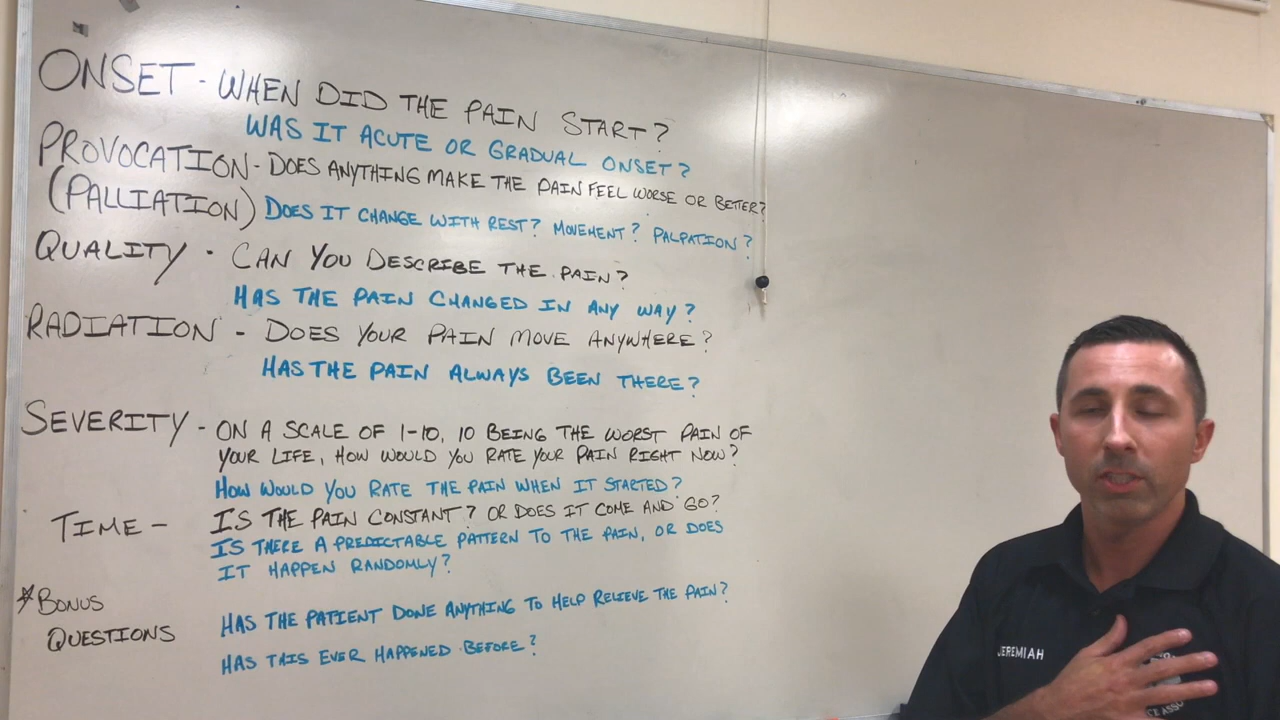 ONSET - WHEN DID THE PAIN START?
WAS IT ACUTE OR GRADUAL ONSET?
PROVOCATION - DOES ANYTHING MAKE THE PAIN FEEL WORSE OR BETTER?
(PALLIATION) DOES IT CHANGE WITH REST? MOVEMENT? PALPATION?
QUALITY - CAN YOU DESCRIBE THE PAIN?
HAS THE PAIN CHANGED IN ANY WAY?
RADIATION - DOES YOUR PAIN MOVE ANYWHERE?
HAS THE PAIN ALWAYS BEEN THERE?
SEVERITY - ON A SCALE OF 1-10, 10 BEING THE WORST PAIN OF
YOUR LIFE, HOW WOULD YOU RATE YOUR PAIN RIGHT NOW?
HOW WOULD YOU RATE THE PAIN WHEN IT STARTED?
TIME - IS THE PAIN CONSTANT? OR DOES IT COME AND GO?
IS THERE A PREDICTABLE PATTERN TO THE PAIN, OR DOES
IT HAPPEN RANDOMLY?
*BONUS
QUESTIONS
HAS THE PATIENT DONE ANYTHING TO HELP RELIEVE THE PAIN?
HAS THIS EVER HAPPENED BEFORE?
JEREMIAH